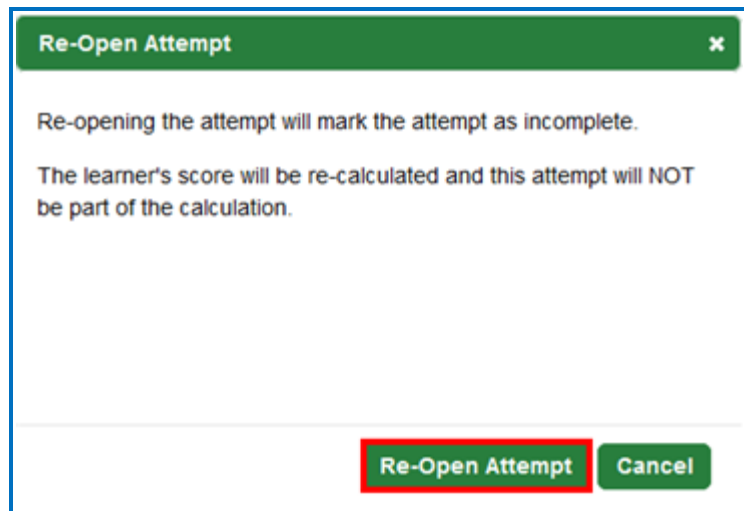 Re-Open Attempt ×
Re-opening the attempt will mark the attempt as incomplete.
The learner's score will be re-calculated and this attempt will NOT
be part of the calculation.
Re-Open Attempt Cancel